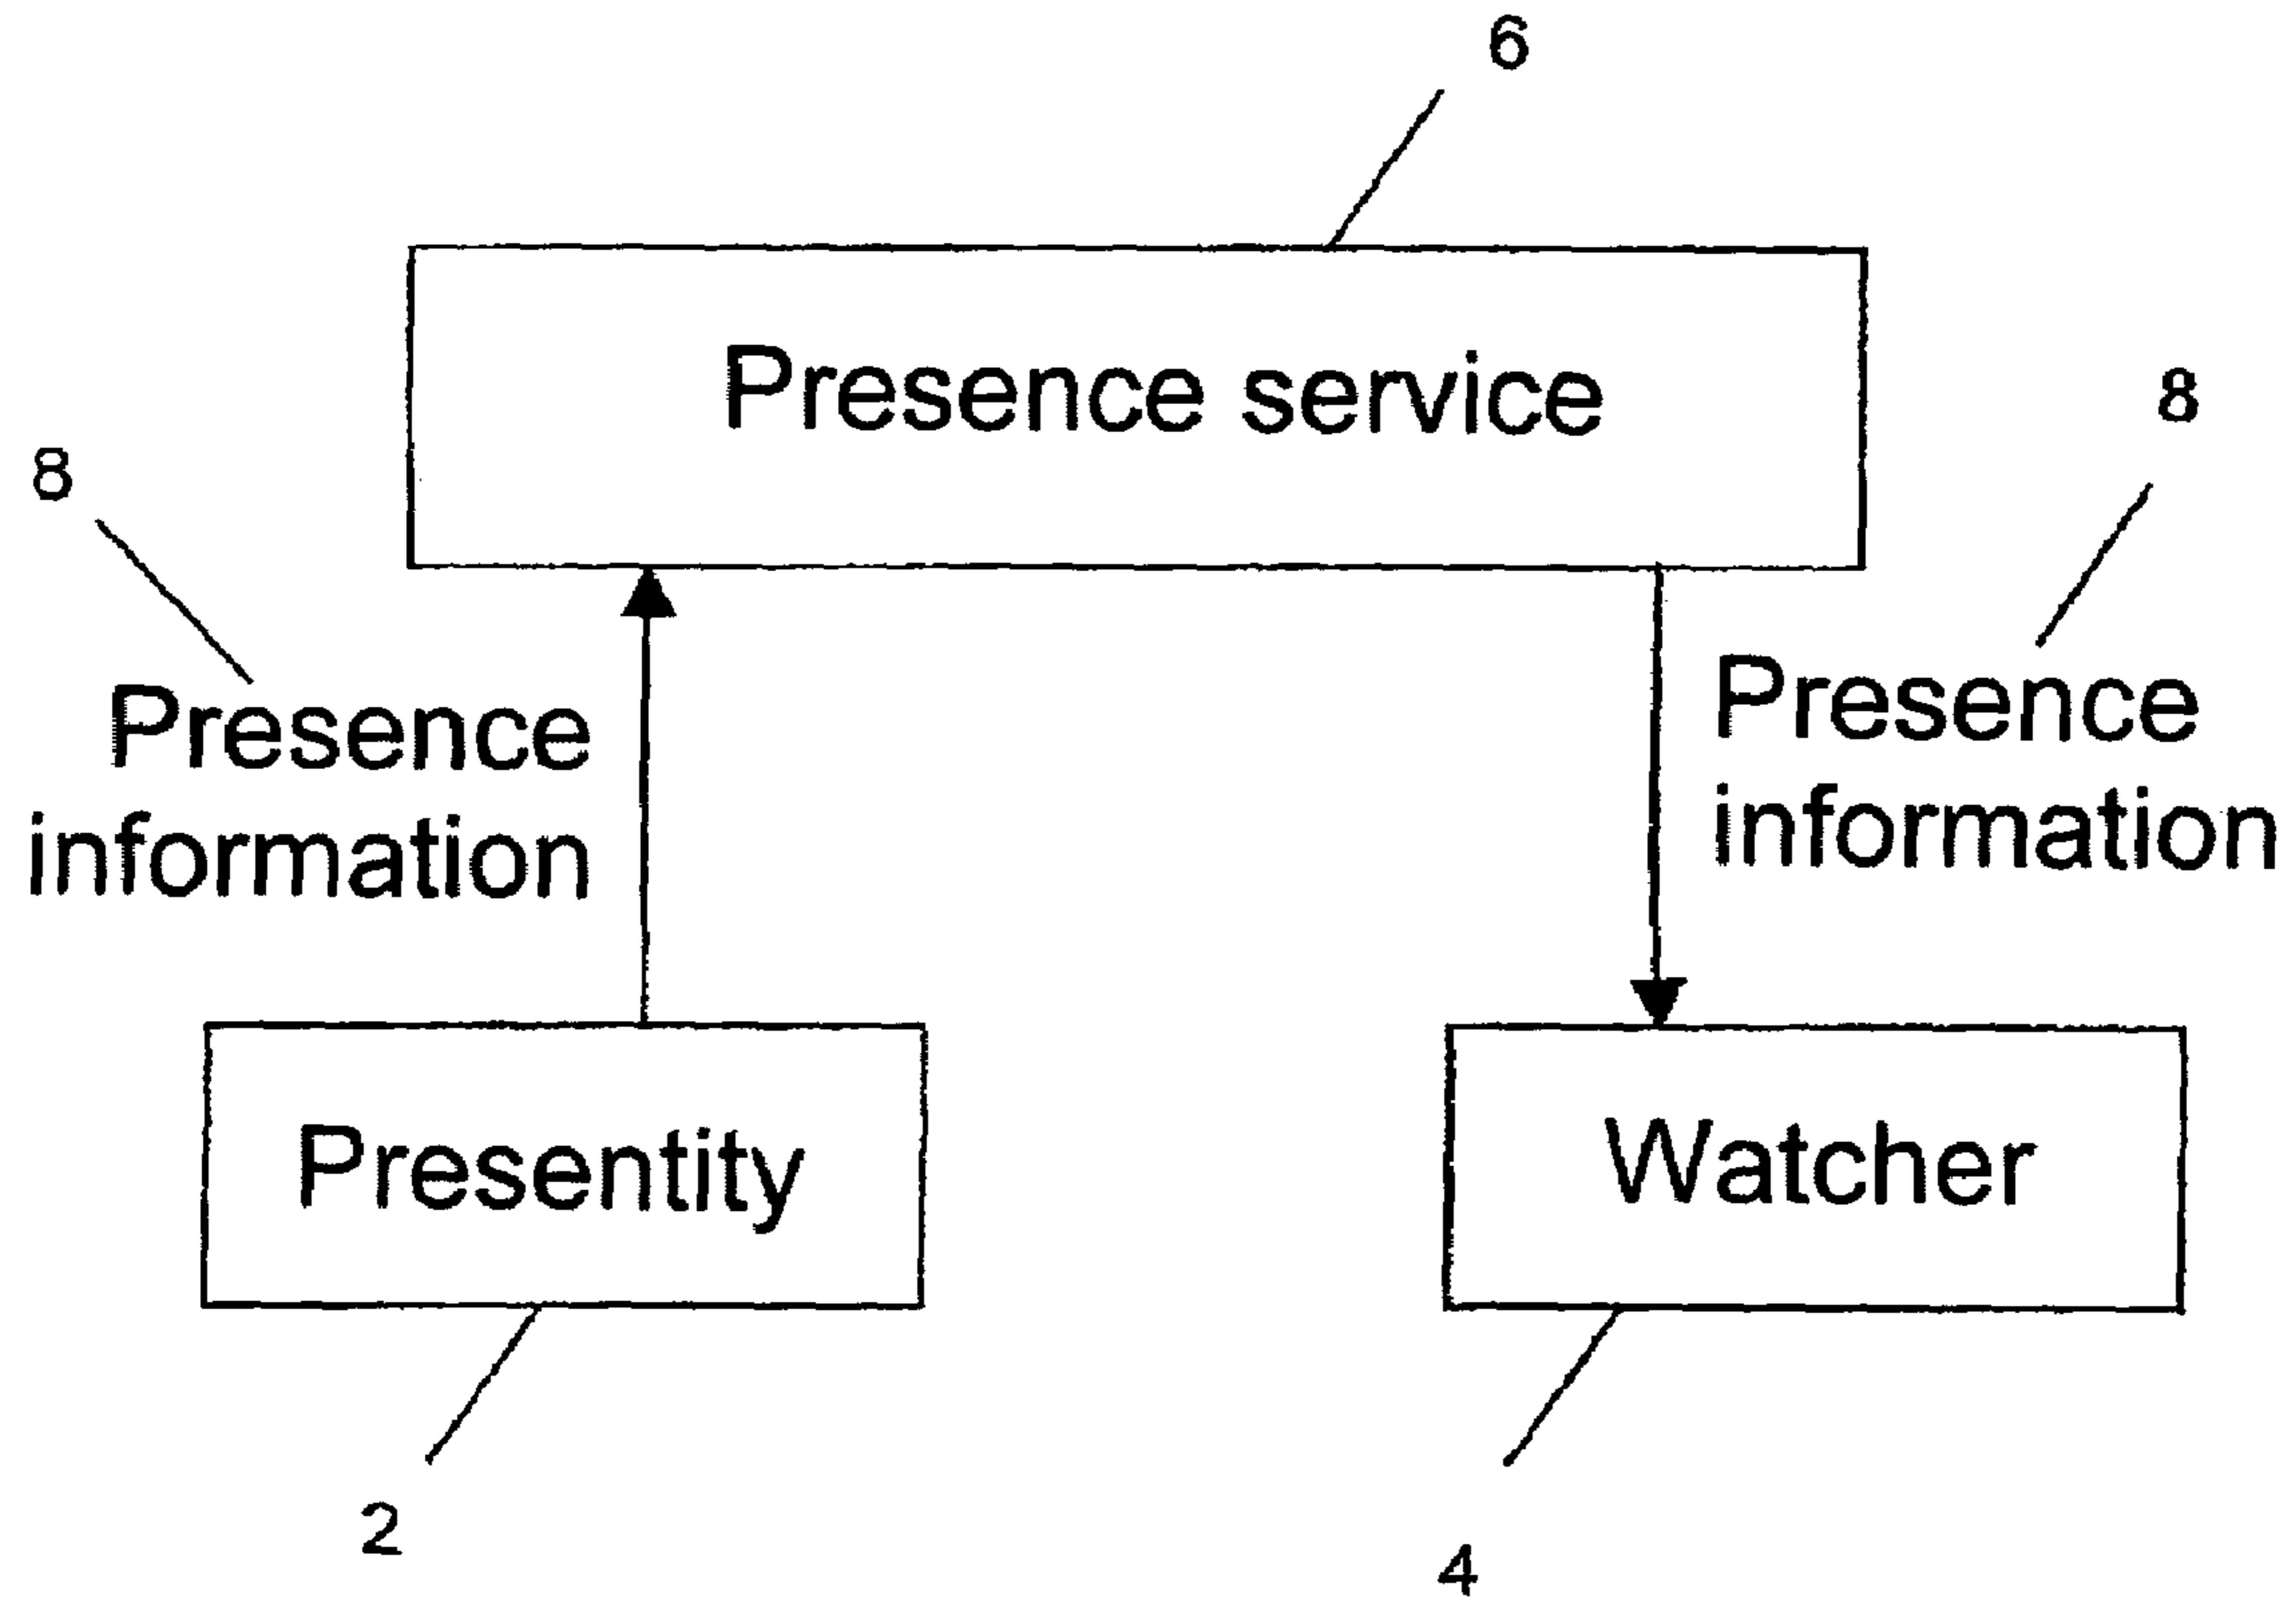 6
Presence service
8
8
Presence
information
Presence
information
Presentity
Watcher
2
4